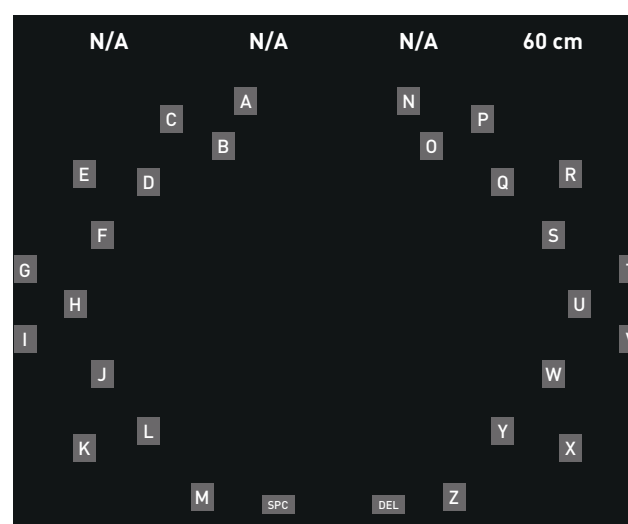 N/A N/A N/A 60 cm
A N
C P
B O
E R
D Q
F S
G
H U
I
J W
L Y
K X
M Z
SPC DEL